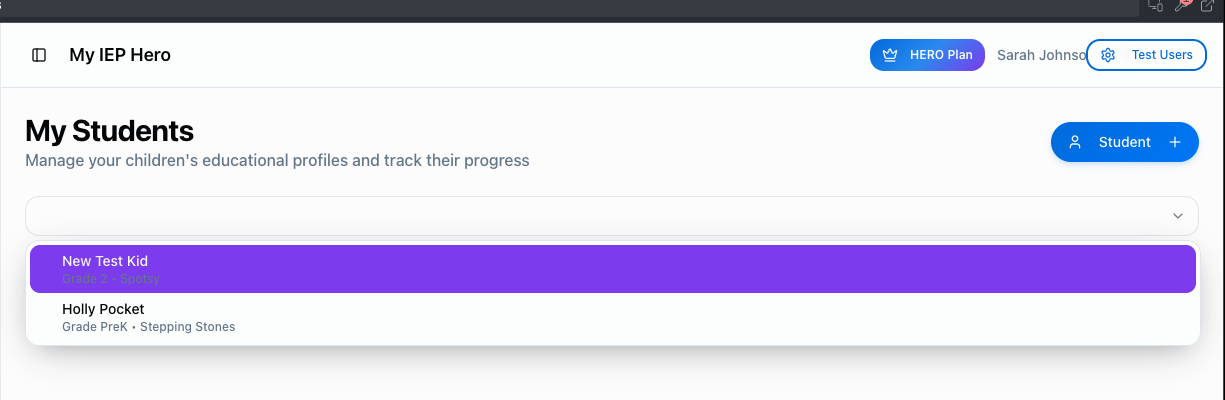 My IEP Hero
HERO Plan
Sarah Johnso
Test Users
My Students
Manage your children's educational profiles and track their progress
Student
New Test Kid
Grade 2 • Spotsy
Holly Pocket
Grade PreK • Stepping Stones